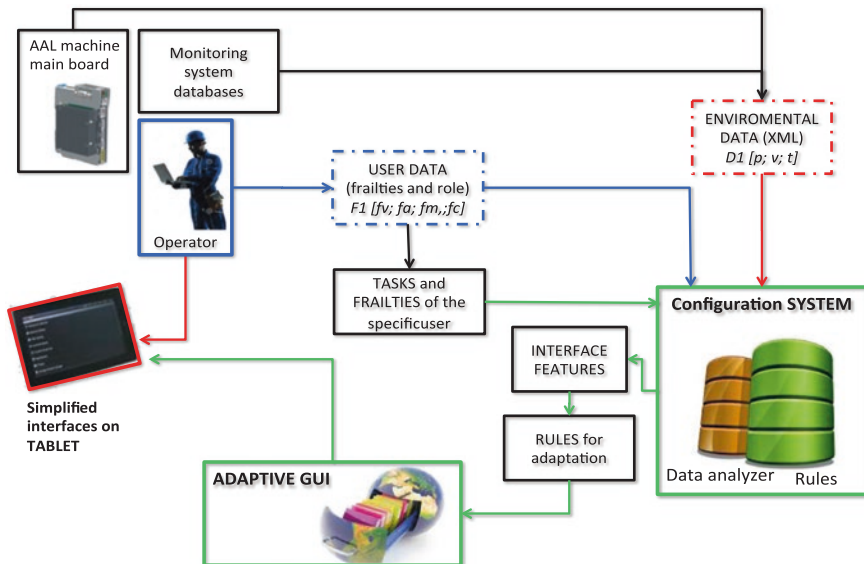 AAL machine
main board
Monitoring
system
databases
ENVIROMENTAL
DATA (XML)
D1 [p; v; t]
USER DATA
(frailties and role)
F1 [fv; fa; fm,;fc]
Operator
TASKS and
FRAILTIES of the
specificuser
Configuration SYSTEM
INTERFACE
FEATURES
Simplified
interfaces on
TABLET
RULES for
adaptation
Data analyzer
Rules
ADAPTIVE GUI